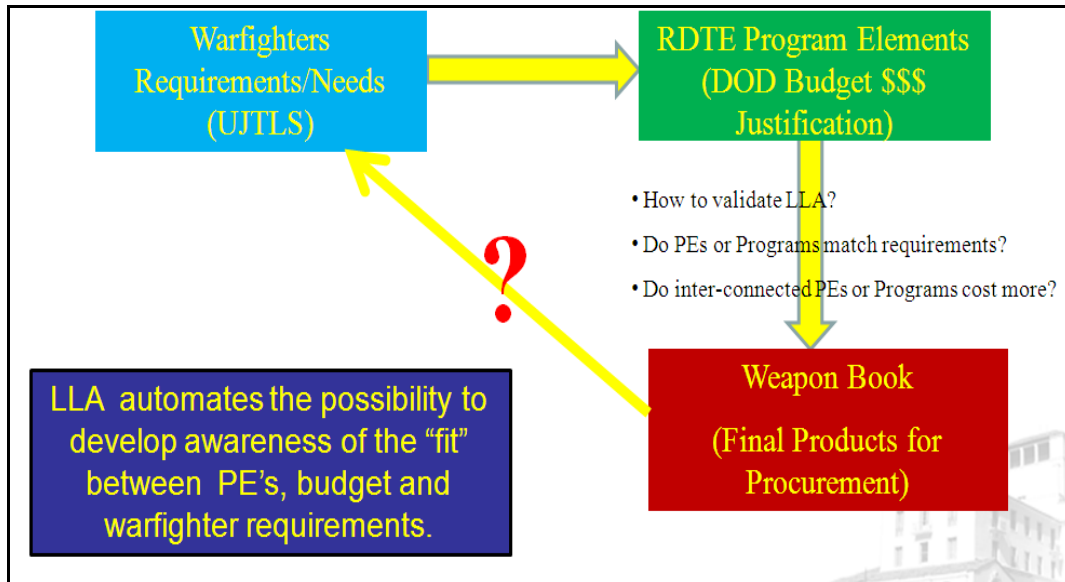 Warfighters
Requirements/Needs
(UJTLS)
RDTE Program Elements
(DOD Budget $$$
Justification)
• How to validate LLA?
• Do PEs or Programs match requirements?
• Do inter-connected PEs or Programs cost more?
?
Weapon Book
(Final Products for
Procurement)
LLA automates the possibility to
develop awareness of the “fit”
between PE’s, budget and
warfighter requirements.